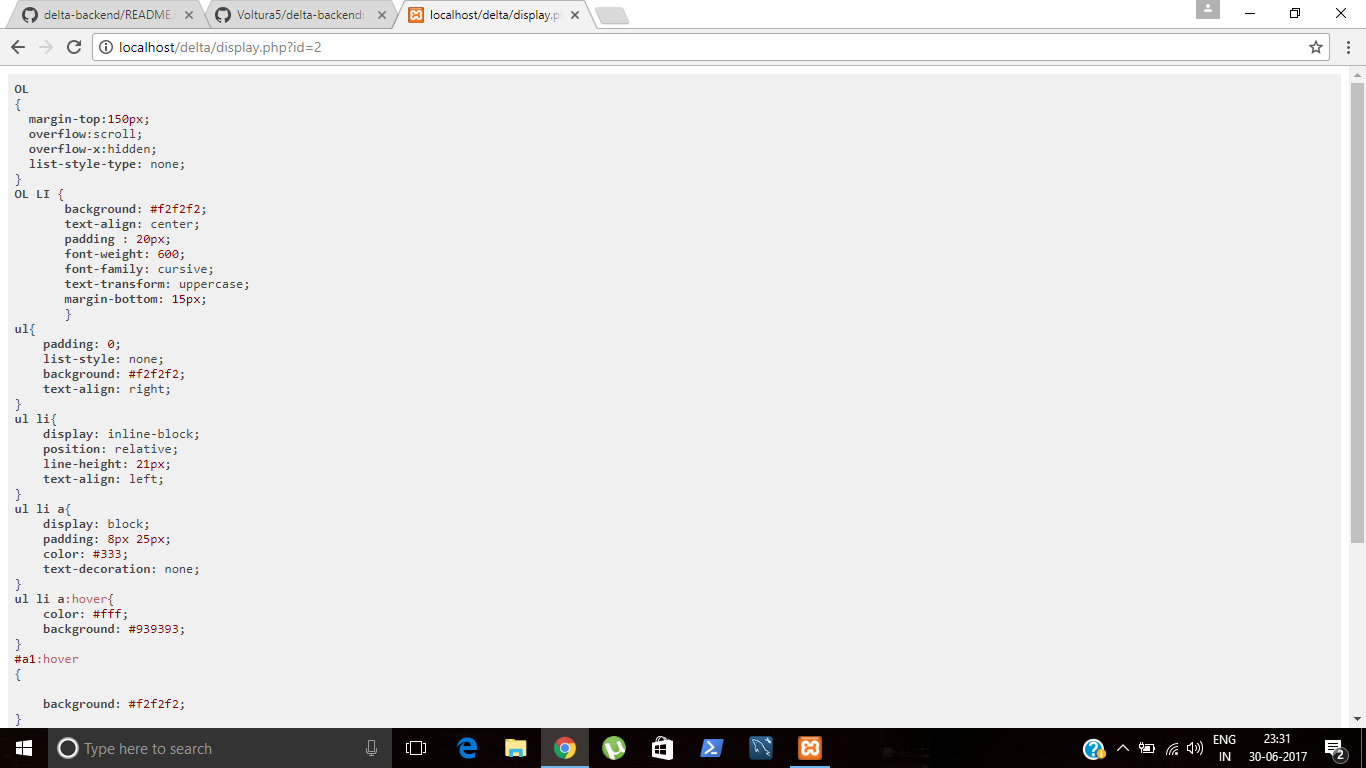 delta-backend/README.
Voltura5/delta-backend:
localhost/delta/display.p
localhost/delta/display.php?id=2
OL
{
  margin-top:150px;
  overflow:scroll;
  overflow-x:hidden;
  list-style-type: none;
}
OL LI {
       background: #f2f2f2;
       text-align: center;
       padding : 20px;
       font-weight: 600;
       font-family: cursive;
       text-transform: uppercase;
       margin-bottom: 15px;
       }
ul{
    padding: 0;
    list-style: none;
    background: #f2f2f2;
    text-align: right;
}
ul li{
    display: inline-block;
    position: relative;
    line-height: 21px;
    text-align: left;
}
ul li a{
    display: block;
    padding: 8px 25px;
    color: #333;
    text-decoration: none;
}
ul li a:hover{
    color: #fff;
    background: #939393;
}
#a1:hover
{
    background: #f2f2f2;
}
Type here to search
ENG
IN
23:31
30-06-2017
2